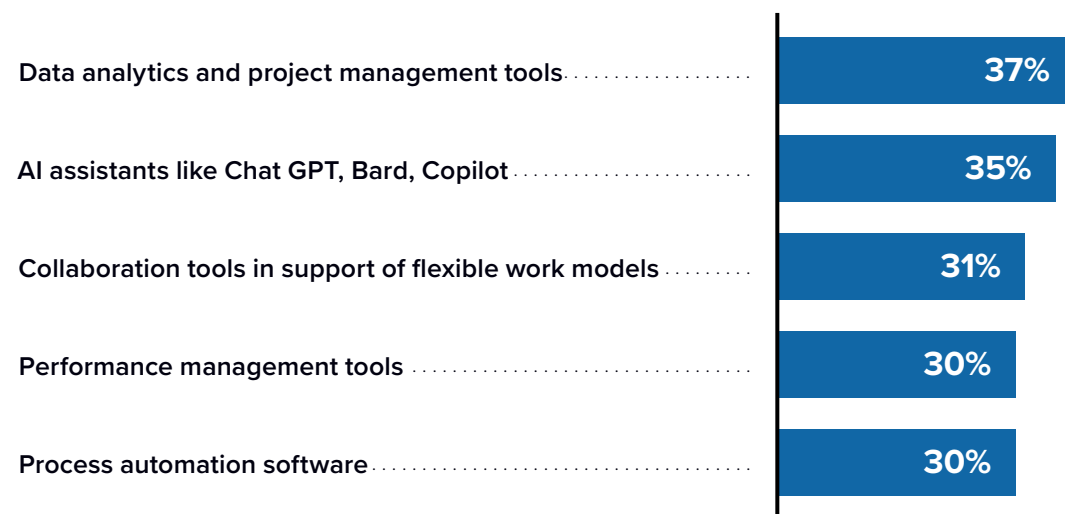 Data analytics and project management tools 37%
AI assistants like Chat GPT, Bard, Copilot 35%
Collaboration tools in support of flexible work models 31%
Performance management tools 30%
Process automation software 30%